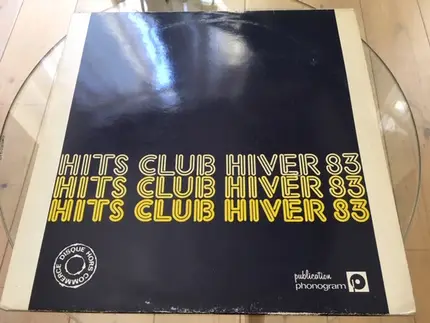 HITS CLUB HIVER 83
HITS CLUB HIVER 83
HITS CLUB HIVER 83
DISQUE HORS COMMERCE
publication
phonogram